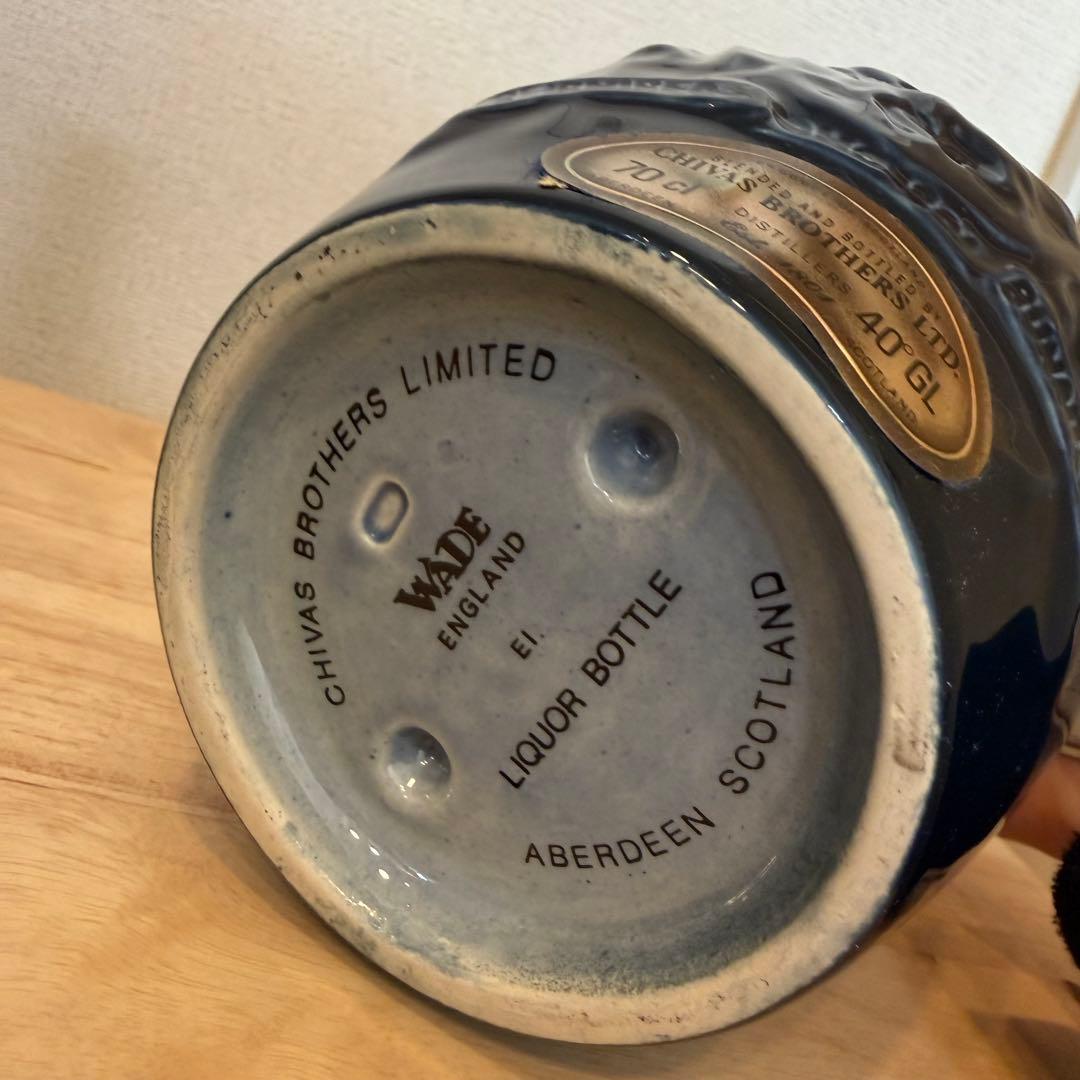 CHIVAS BROTHERS LIMITED
WADE
ENGLAND
EI.
LIQUOR BOTTLE
ABERDEEN SCOTLAND
BLENDED AND BOTTLED BY
CHIVAS BROTHERS LTD.
70 cl DISTILLERS 40° GL
SCOTLAND